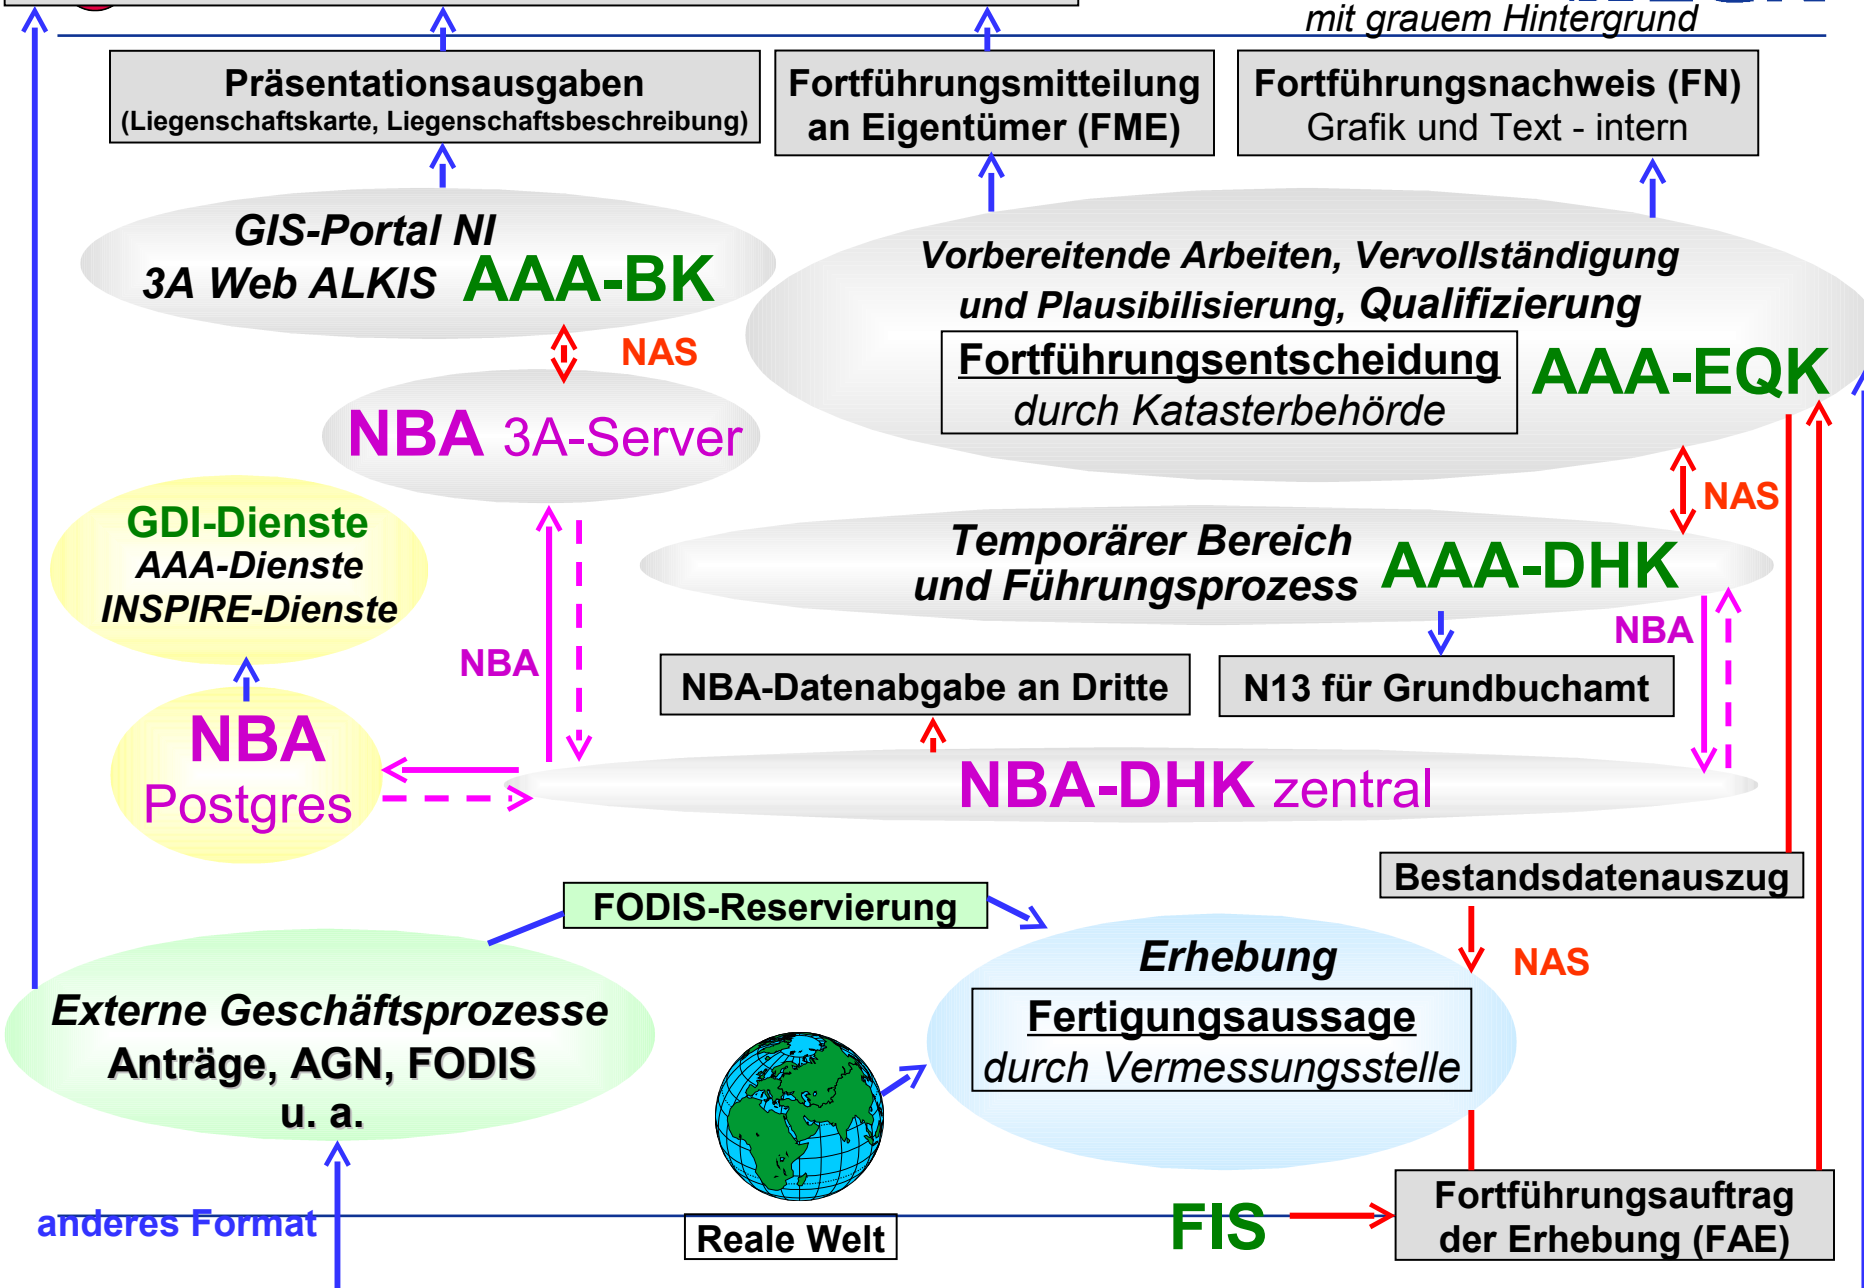 mit grauem Hintergrund
Präsentationsausgaben
(Liegenschaftskarte, Liegenschaftsbeschreibung)
Fortführungsmitteilung
an Eigentümer (FME)
Fortführungsnachweis (FN)
Grafik und Text - intern
GIS-Portal NI
3A Web ALKIS AAA-BK
Vorbereitende Arbeiten, Vervollständigung
und Plausibilisierung, Qualifizierung
Fortführungsentscheidung
durch Katasterbehörde
AAA-EQK
NAS
NBA 3A-Server
NAS
GDI-Dienste
AAA-Dienste
INSPIRE-Dienste
Temporärer Bereich
und Führungsprozess
AAA-DHK
NBA
NBA
NBA-Datenabgabe an Dritte
N13 für Grundbuchamt
NBA
Postgres
NBA-DHK zentral
Bestandsdatenauszug
FODIS-Reservierung
Erhebung
NAS
Fertigungsaussage
durch Vermessungsstelle
Externe Geschäftsprozesse
Anträge, AGN, FODIS
u. a.
anderes Format
Reale Welt
FIS
Fortführungsauftrag
der Erhebung (FAE)